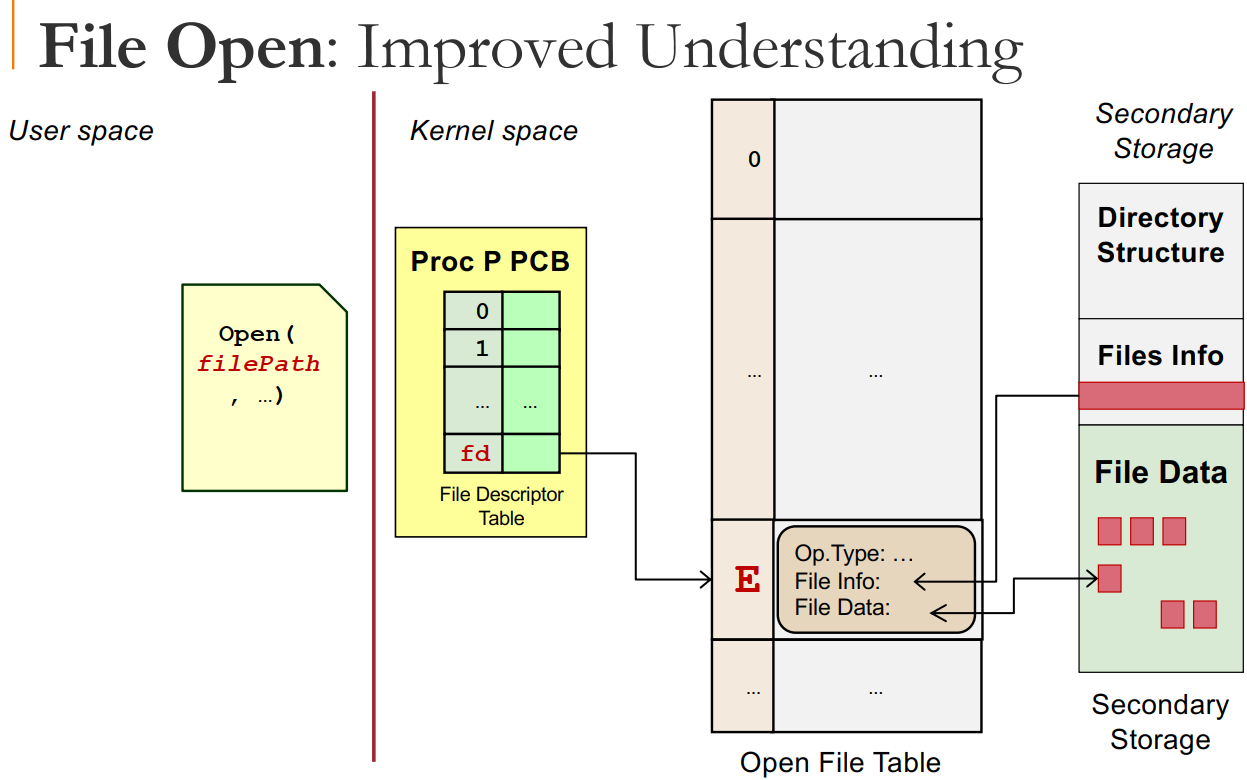 File Open: Improved Understanding
User space
Kernel space
Open(
filePath
, …)
Proc P PCB
0
1
… …
fd
File Descriptor
Table
0
… …
E
Op.Type: …
File Info:
File Data:
… …
Open File Table
Secondary
Storage
Directory
Structure
Files Info
File Data
Secondary
Storage